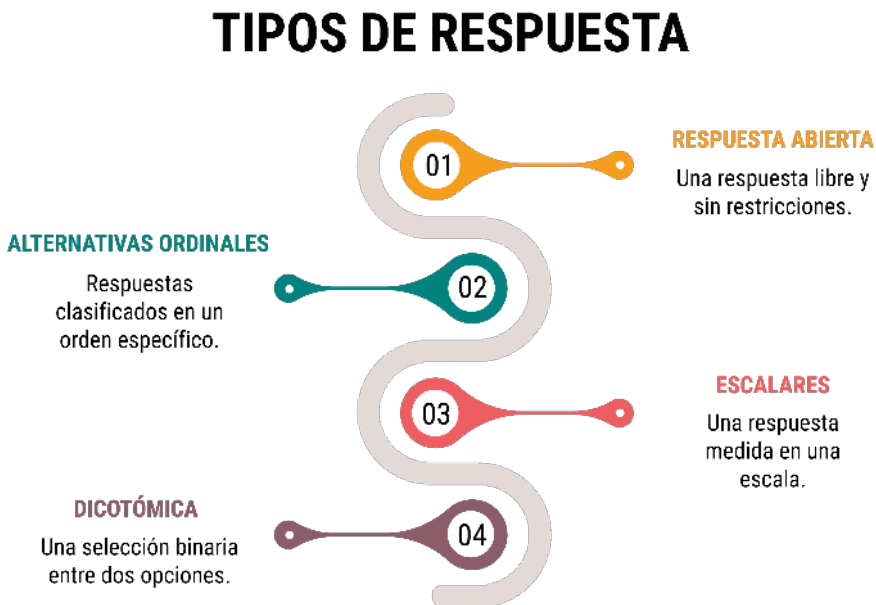 TIPOS DE RESPUESTA
01
RESPUESTA ABIERTA
Una respuesta libre y
sin restricciones.
ALTERNATIVAS ORDINALES
Respuestas
clasificados en un
orden específico.
02
03
ESCALARES
Una respuesta
medida en una
escala.
DICOTÓMICA
Una selección binaria
entre dos opciones.
04